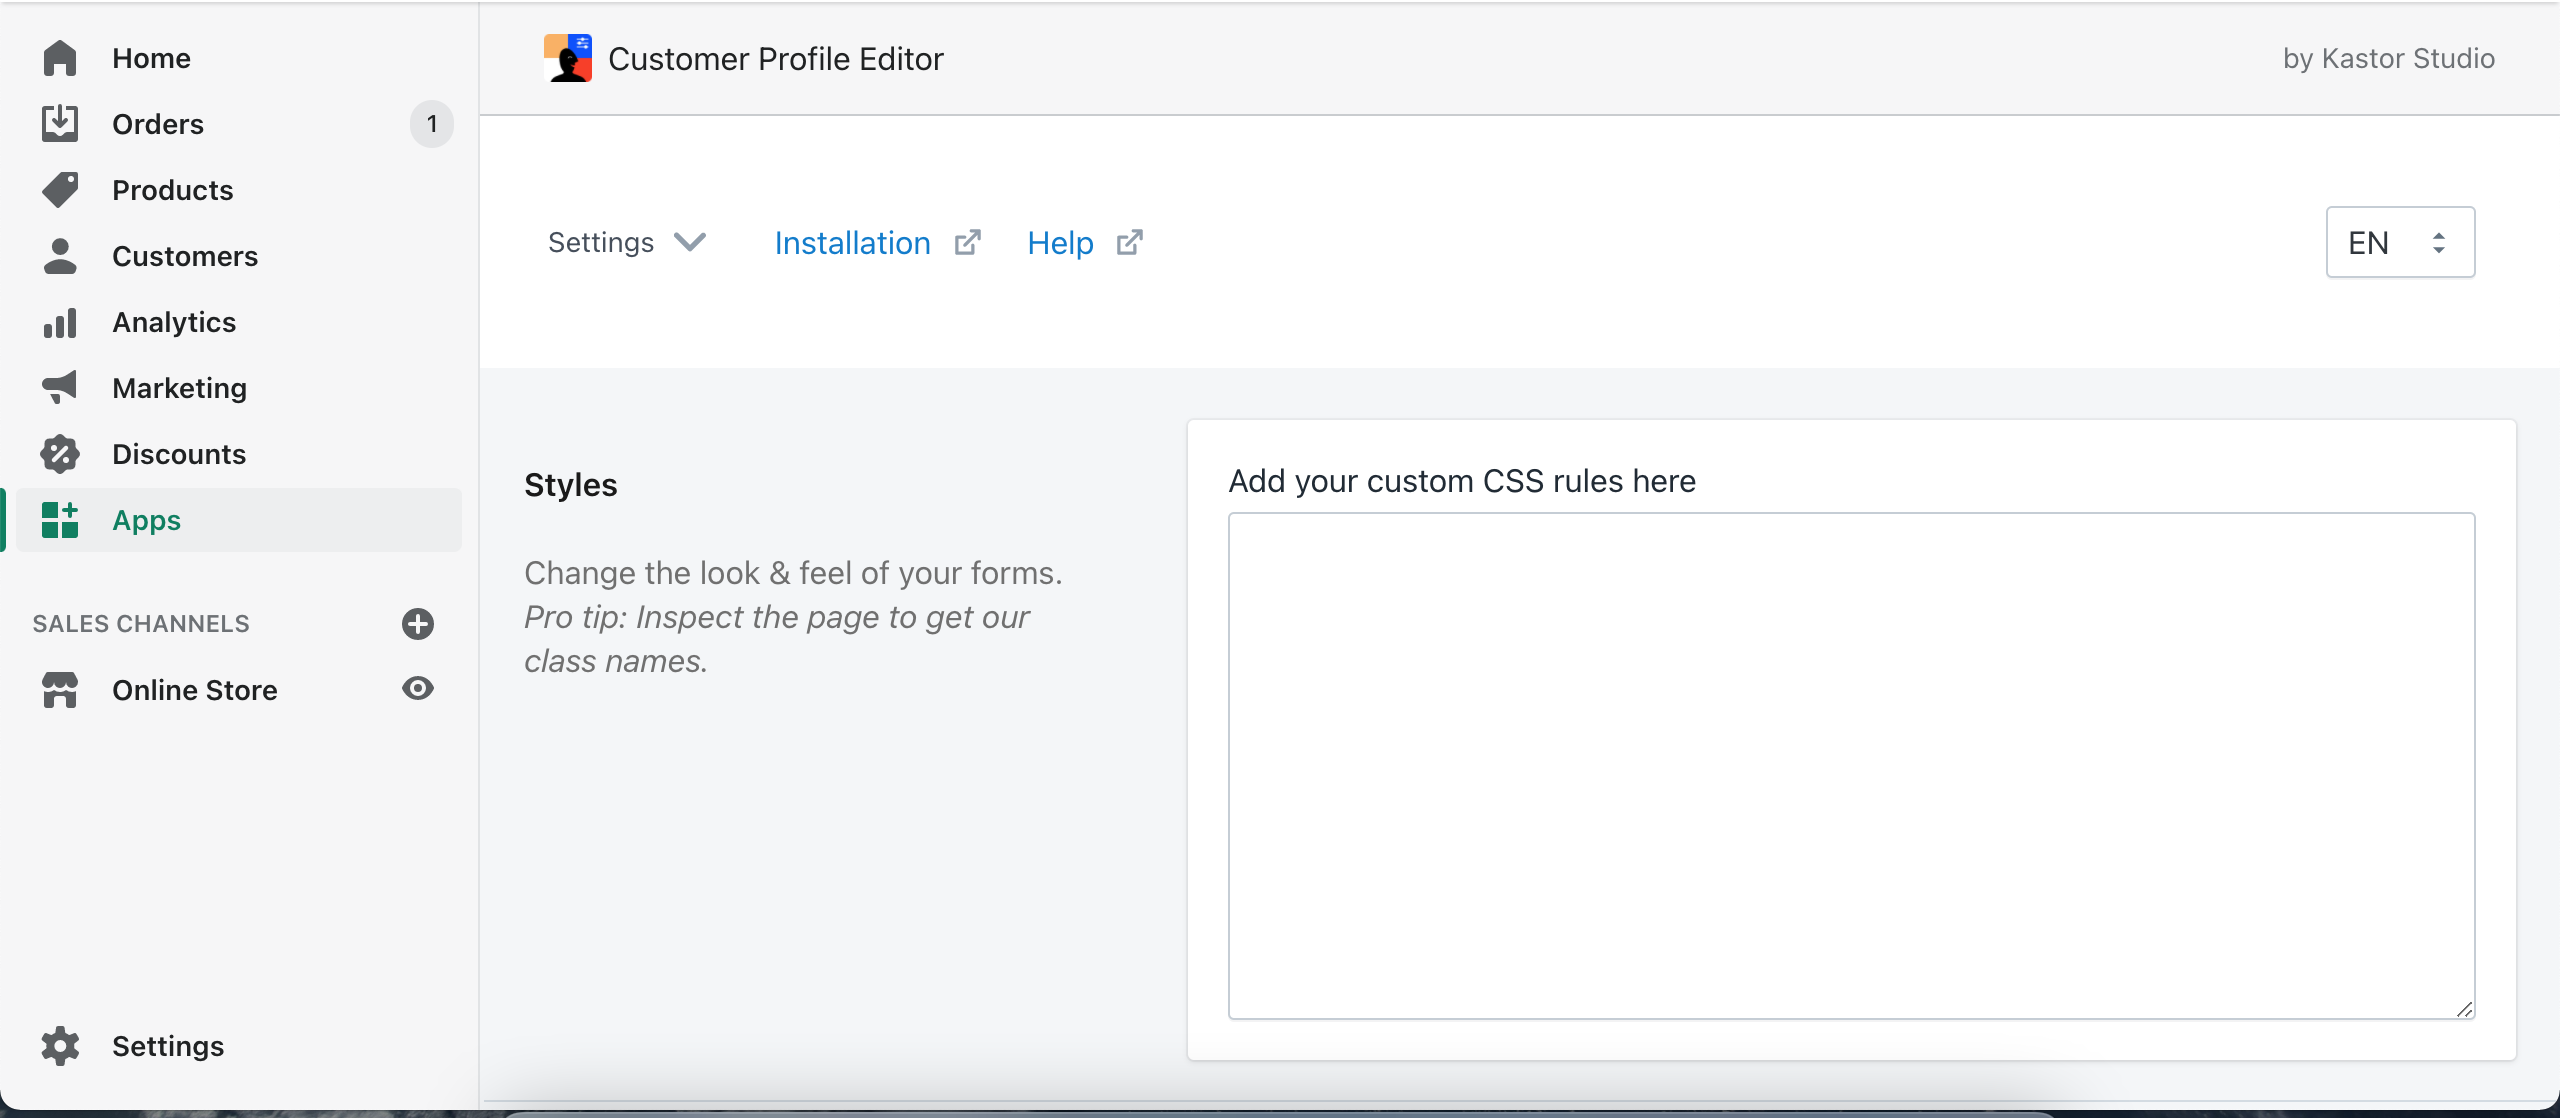 Home
Orders
1
Products
Customers
Analytics
Marketing
Discounts
Apps
SALES CHANNELS
Online Store
Settings
Customer Profile Editor
by Kastor Studio
Settings
Installation
Help
EN
Styles
Change the look & feel of your forms.
Pro tip: Inspect the page to get our
class names.
Add your custom CSS rules here